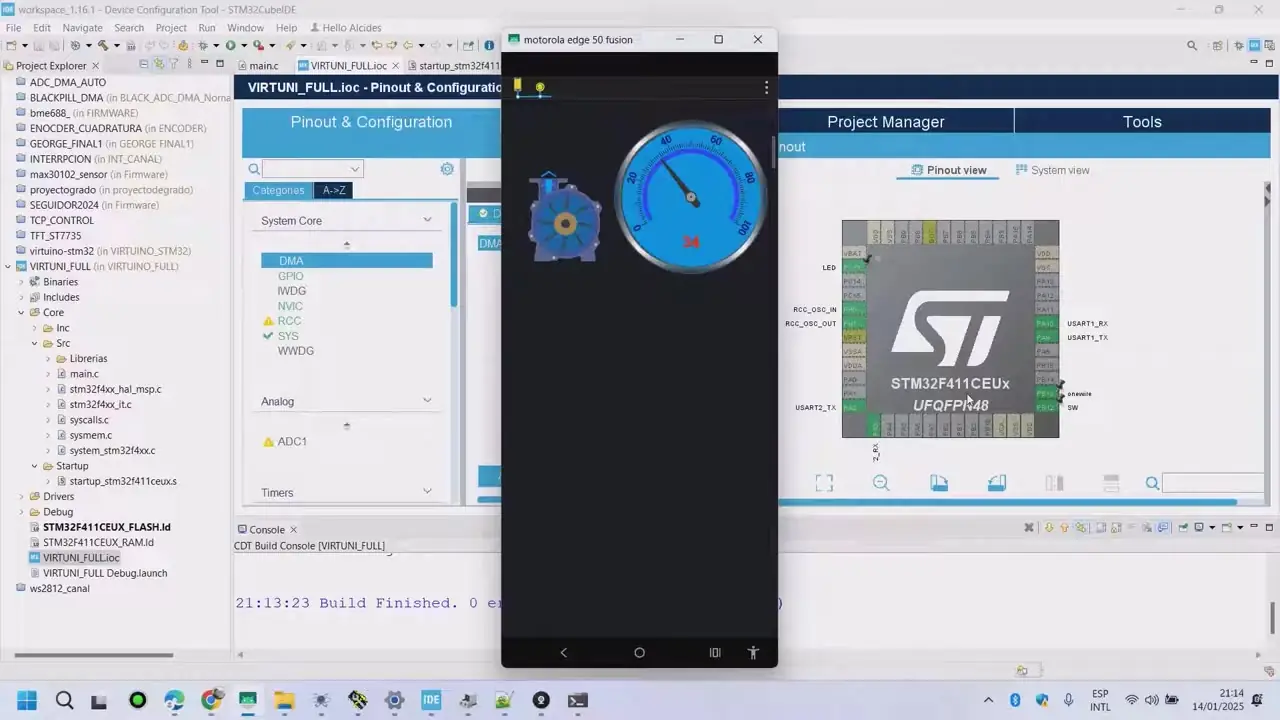 workspace_1.16.1 - Device Configuration Tool - STM32CubeIDE
File Edit Navigate Search Project Run Window Help Hello Alcides
Project Explorer
main.c
VIRTUNI_FULL.ioc
startup_stm32f411
ADC_DMA_AUTO
BLACKPILL_DMA (in BLACK_ADC_DMA_Norma
bme688_ (in FIRMWARE)
ENOCDER_CUADRATURA (in ENCODER)
GEORGE_FINAL1 (in GEORGE FINAL1)
INTERRPCION (in INT_CANAL)
max30102_sensor (in Firmware)
proyectogrado (in proyectodegrado)
SEGUIDOR2024 (in Firmware)
TCP_CONTROL
TFT_ST7735
virtuino-stm32 (in VIRTUINO_STM32)
VIRTUNI_FULL (in VIRTUINO_FULL)
Binaries
Includes
Core
Inc
Src
Librerias
main.c
stm32f4xx_hal_msp.c
stm32f4xx_it.c
syscalls.c
sysmem.c
system_stm32f4xx.c
Startup
startup_stm32f411ceux.s
Drivers
Debug
STM32F411CEUX_FLASH.ld
STM32F411CEUX_RAM.ld
VIRTUNI_FULL.ioc
VIRTUNI_FULL Debug.launch
ws2812_canal
VIRTUNI_FULL.ioc - Pinout & Configuratio
Pinout & Configuration
Categories
A->Z
System Core
DMA
GPIO
IWDG
NVIC
RCC
SYS
WWDG
Analog
ADC1
Timers
DMA
motorola edge 50 fusion
0
20
40
60
80
100
34
Project Manager
Tools
nout
Pinout view
System view
LED
RCC_OSC_IN
RCC_OSC_OUT
USART2_TX
USART1_RX
USART1_TX
onewire
SW
2_RX
VBAT
VSSA
VDDA
STM32F411CEUx
UFQFPN48
Console
CDT Build Console [VIRTUNI_FULL]
21:13:23 Build Finished. 0 e
)
ESP
INTL
21:14
14/01/2025